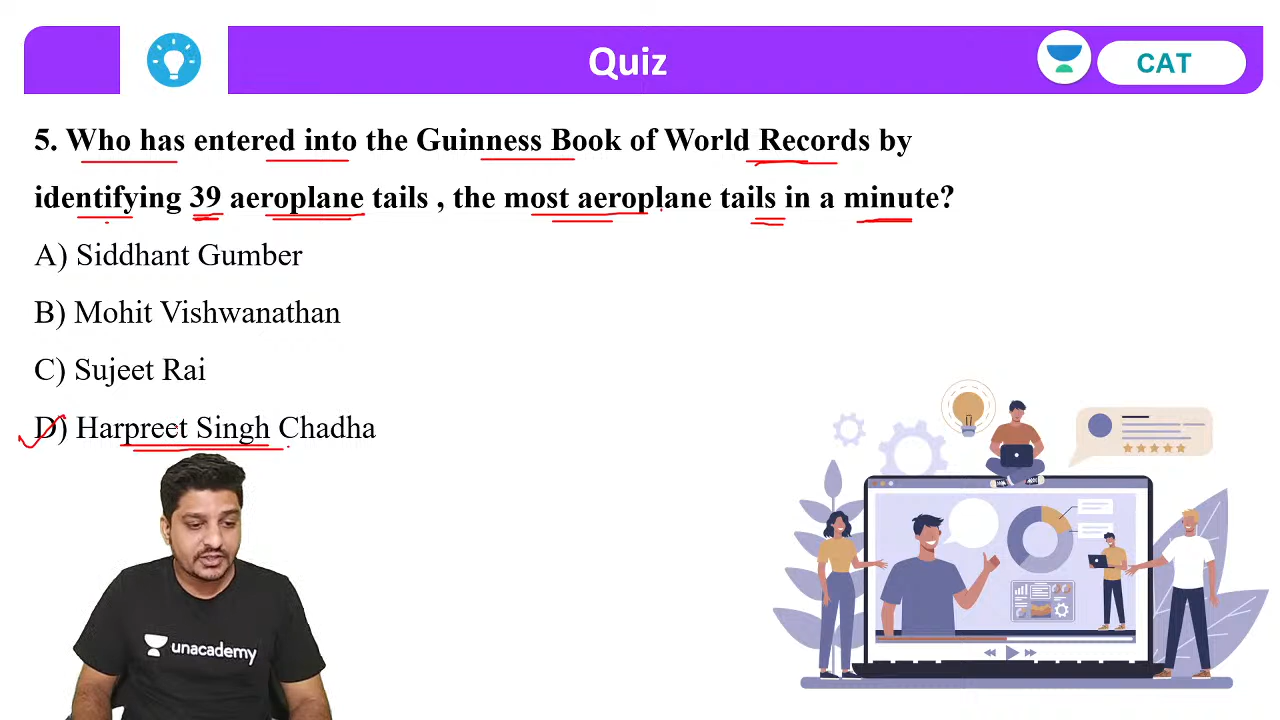 Quiz
CAT
5. Who has entered into the Guinness Book of World Records by
identifying 39 aeroplane tails , the most aeroplane tails in a minute?
A) Siddhant Gumber
B) Mohit Vishwanathan
C) Sujeet Rai
D) Harpreet Singh Chadha
unacademy